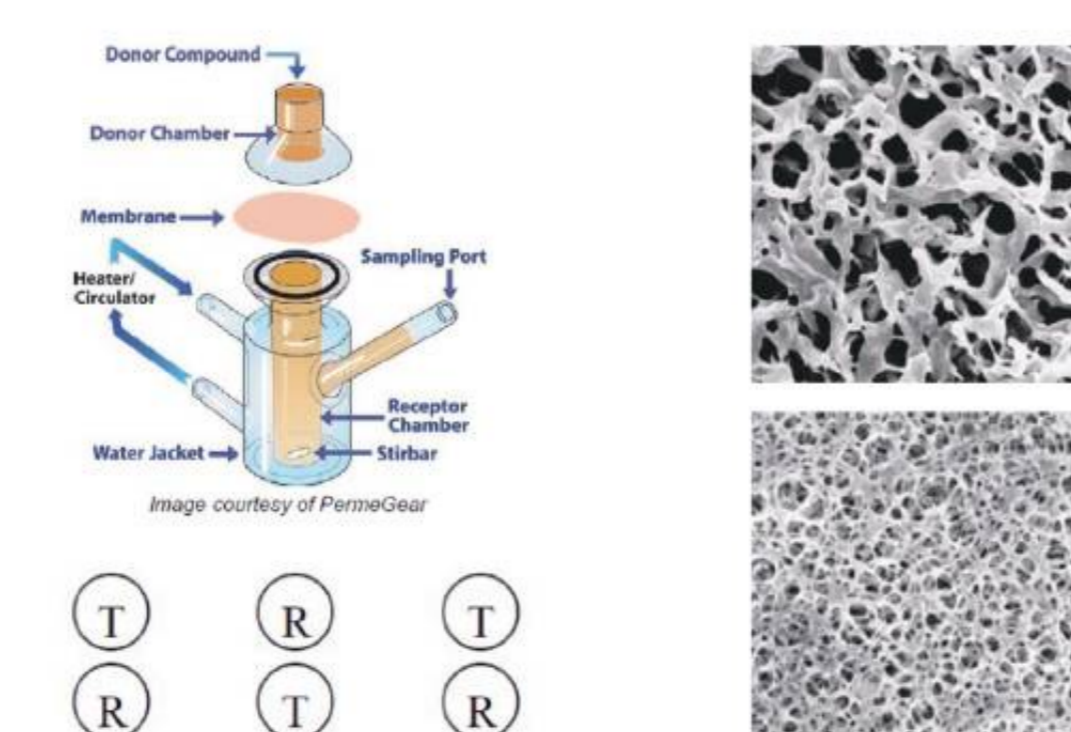 Donor Compound
Donor Chamber
Membrane
Sampling Port
Heater/
Circulator
Receptor
Chamber
Water Jacket
Stirbar
Image courtesy of PermeGear
T R T
R T R